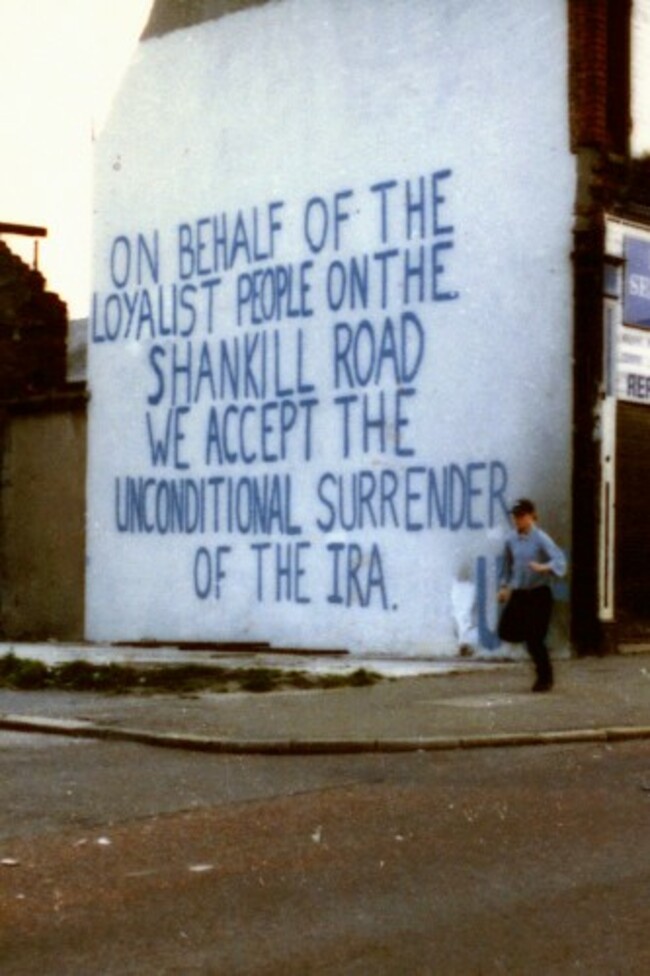 ON BEHALF OF THE
LOYALIST PEOPLE ON THE
SHANKILL ROAD
WE ACCEPT THE
UNCONDITIONAL SURRENDER
OF THE IRA.